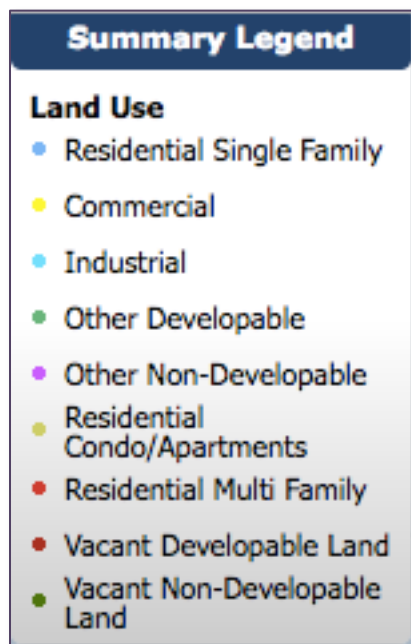 Summary Legend
Land Use
Residential Single Family
Commercial
Industrial
Other Developable
Other Non-Developable
Residential
Condo/Apartments
Residential Multi Family
Vacant Developable Land
Vacant Non-Developable
Land